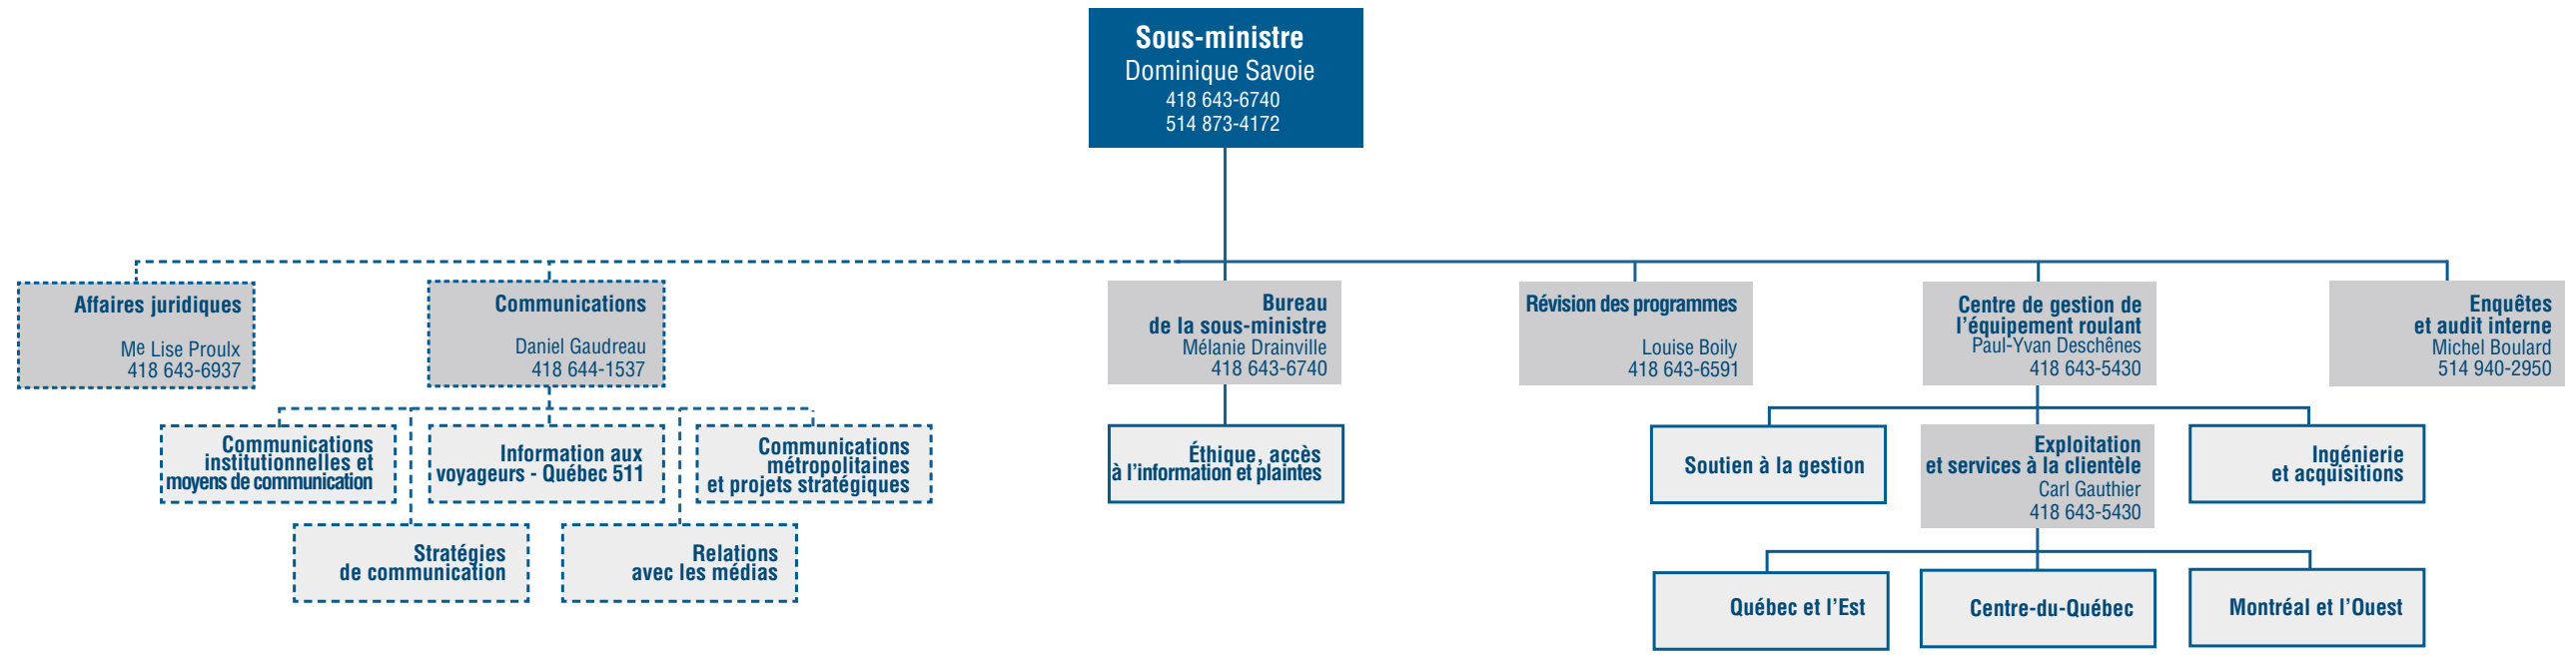 Sous-ministre
Dominique Savoie
418 643-6740
514 873-4172
Affaires juridiques
Me Lise Proulx
418 643-6937
Communications
Daniel Gaudreau
418 644-1537
Bureau
de la sous-ministre
Mélanie Drainville
418 643-6740
Révision des programmes
Louise Boily
418 643-6591
Centre de gestion de
l’équipement roulant
Paul-Yvan Deschênes
418 643-5430
Enquêtes
et audit interne
Michel Boulard
514 940-2950
Communications
institutionnelles et
moyens de communication
Information aux
voyageurs - Québec 511
Communications
métropolitaines
et projets stratégiques
Éthique, accès
à l’information et plaintes
Soutien à la gestion
Exploitation
et services à la clientèle
Carl Gauthier
418 643-5430
Ingénierie
et acquisitions
Stratégies
de communication
Relations
avec les médias
Québec et l’Est
Centre-du-Québec
Montréal et l’Ouest